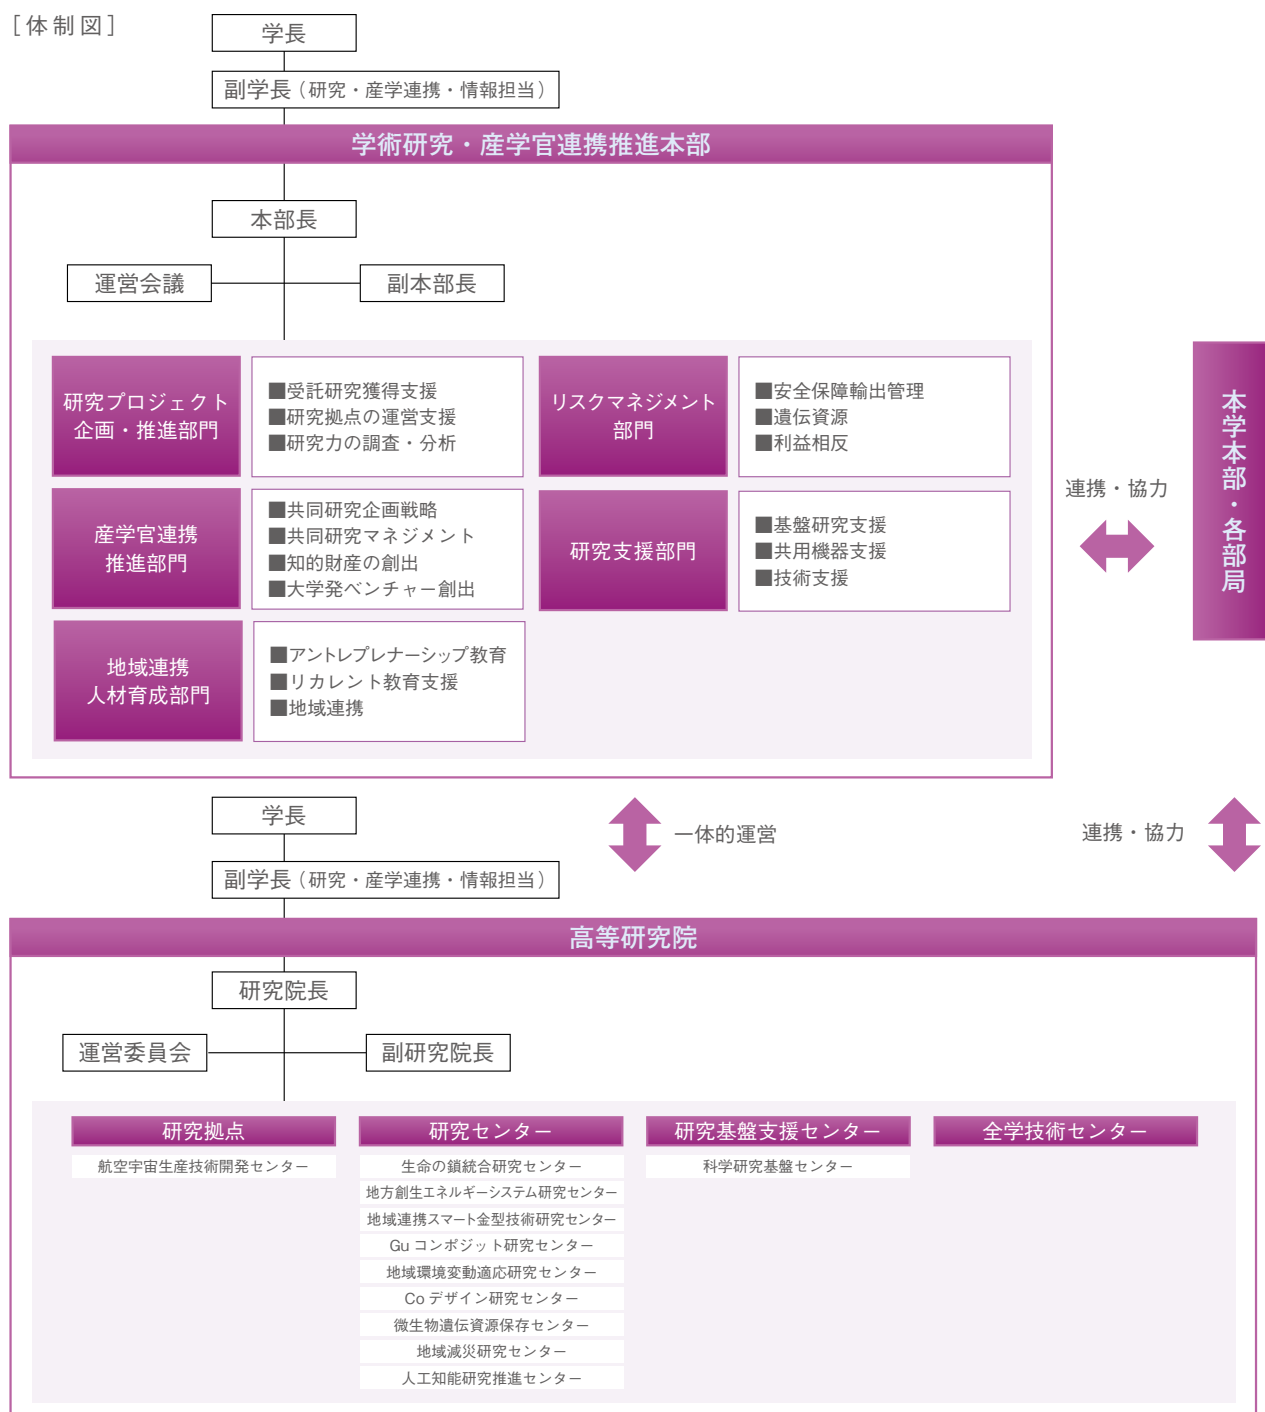 ［体制図］
学長
副学長（研究・産学連携・情報担当）
学術研究・産学官連携推進本部
本部長
運営会議
副本部長
研究プロジェクト
企画・推進部門
■受託研究獲得支援
■研究拠点の運営支援
■研究力の調査・分析
リスクマネジメント
部門
■安全保障輸出管理
■遺伝資源
■利益相反
産学官連携
推進部門
■共同研究企画戦略
■共同研究マネジメント
■知的財産の創出
■大学発ベンチャー創出
研究支援部門
■基盤研究支援
■共用機器支援
■技術支援
地域連携
人材育成部門
■アントレプレナーシップ教育
■リカレント教育支援
■地域連携
連携・協力
本学本部・各部局
学長
副学長（研究・産学連携・情報担当）
一体的運営
連携・協力
高等研究院
研究院長
運営委員会
副研究院長
研究拠点
航空宇宙生産技術開発センター
研究センター
生命の鎖統合研究センター
地方創生エネルギーシステム研究センター
地域連携スマート金型技術研究センター
Gu コンポジット研究センター
地域環境変動適応研究センター
Co デザイン研究センター
微生物遺伝資源保存センター
地域減災研究センター
人工知能研究推進センター
研究基盤支援センター
科学研究基盤センター
全学技術センター